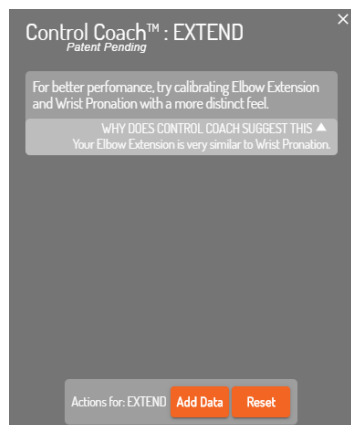 Control Coach™ : EXTEND
Patent Pending
For better perfomance, try calibrating Elbow Extension
and Wrist Pronation with a more distinct feel.
WHY DOES CONTROL COACH SUGGEST THIS ▲
Your Elbow Extension is very similar to Wrist Pronation.
Actions for: EXTEND Add Data Reset